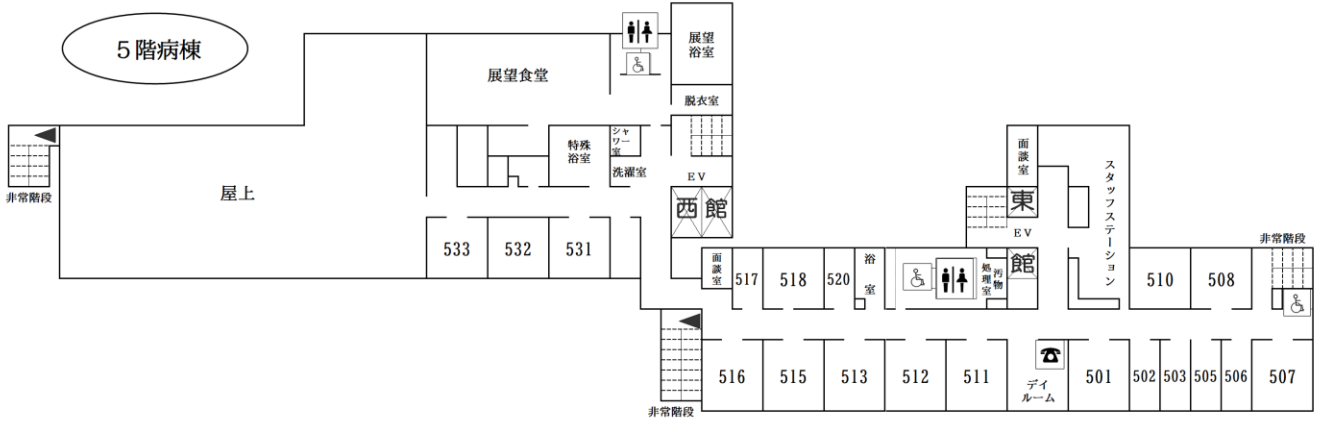 5階病棟
展望
浴室
展望食堂
脱衣室
特殊
浴室
シャ
ワー
室
洗濯室
EV
西館
非常階段
屋上
533
532
531
面
談
室
スタッフステーション
東
EV
館
非常階段
面
談
室
517
518
520
浴
室
汚物
処理室
510
508
516
515
513
512
511
デイ
ルーム
501
502
503
505
506
507
非常階段